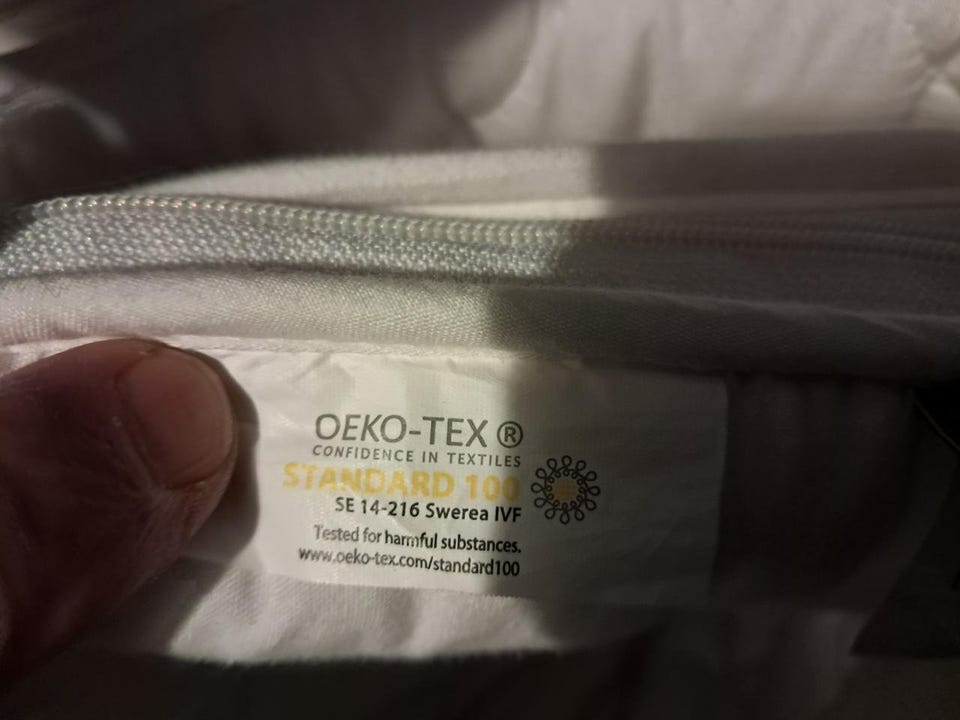 OEKO-TEX ®
CONFIDENCE IN TEXTILES
STANDARD 100
SE 14-216 Swerea IVF
Tested for harmful substances.
www.oeko-tex.com/standard100